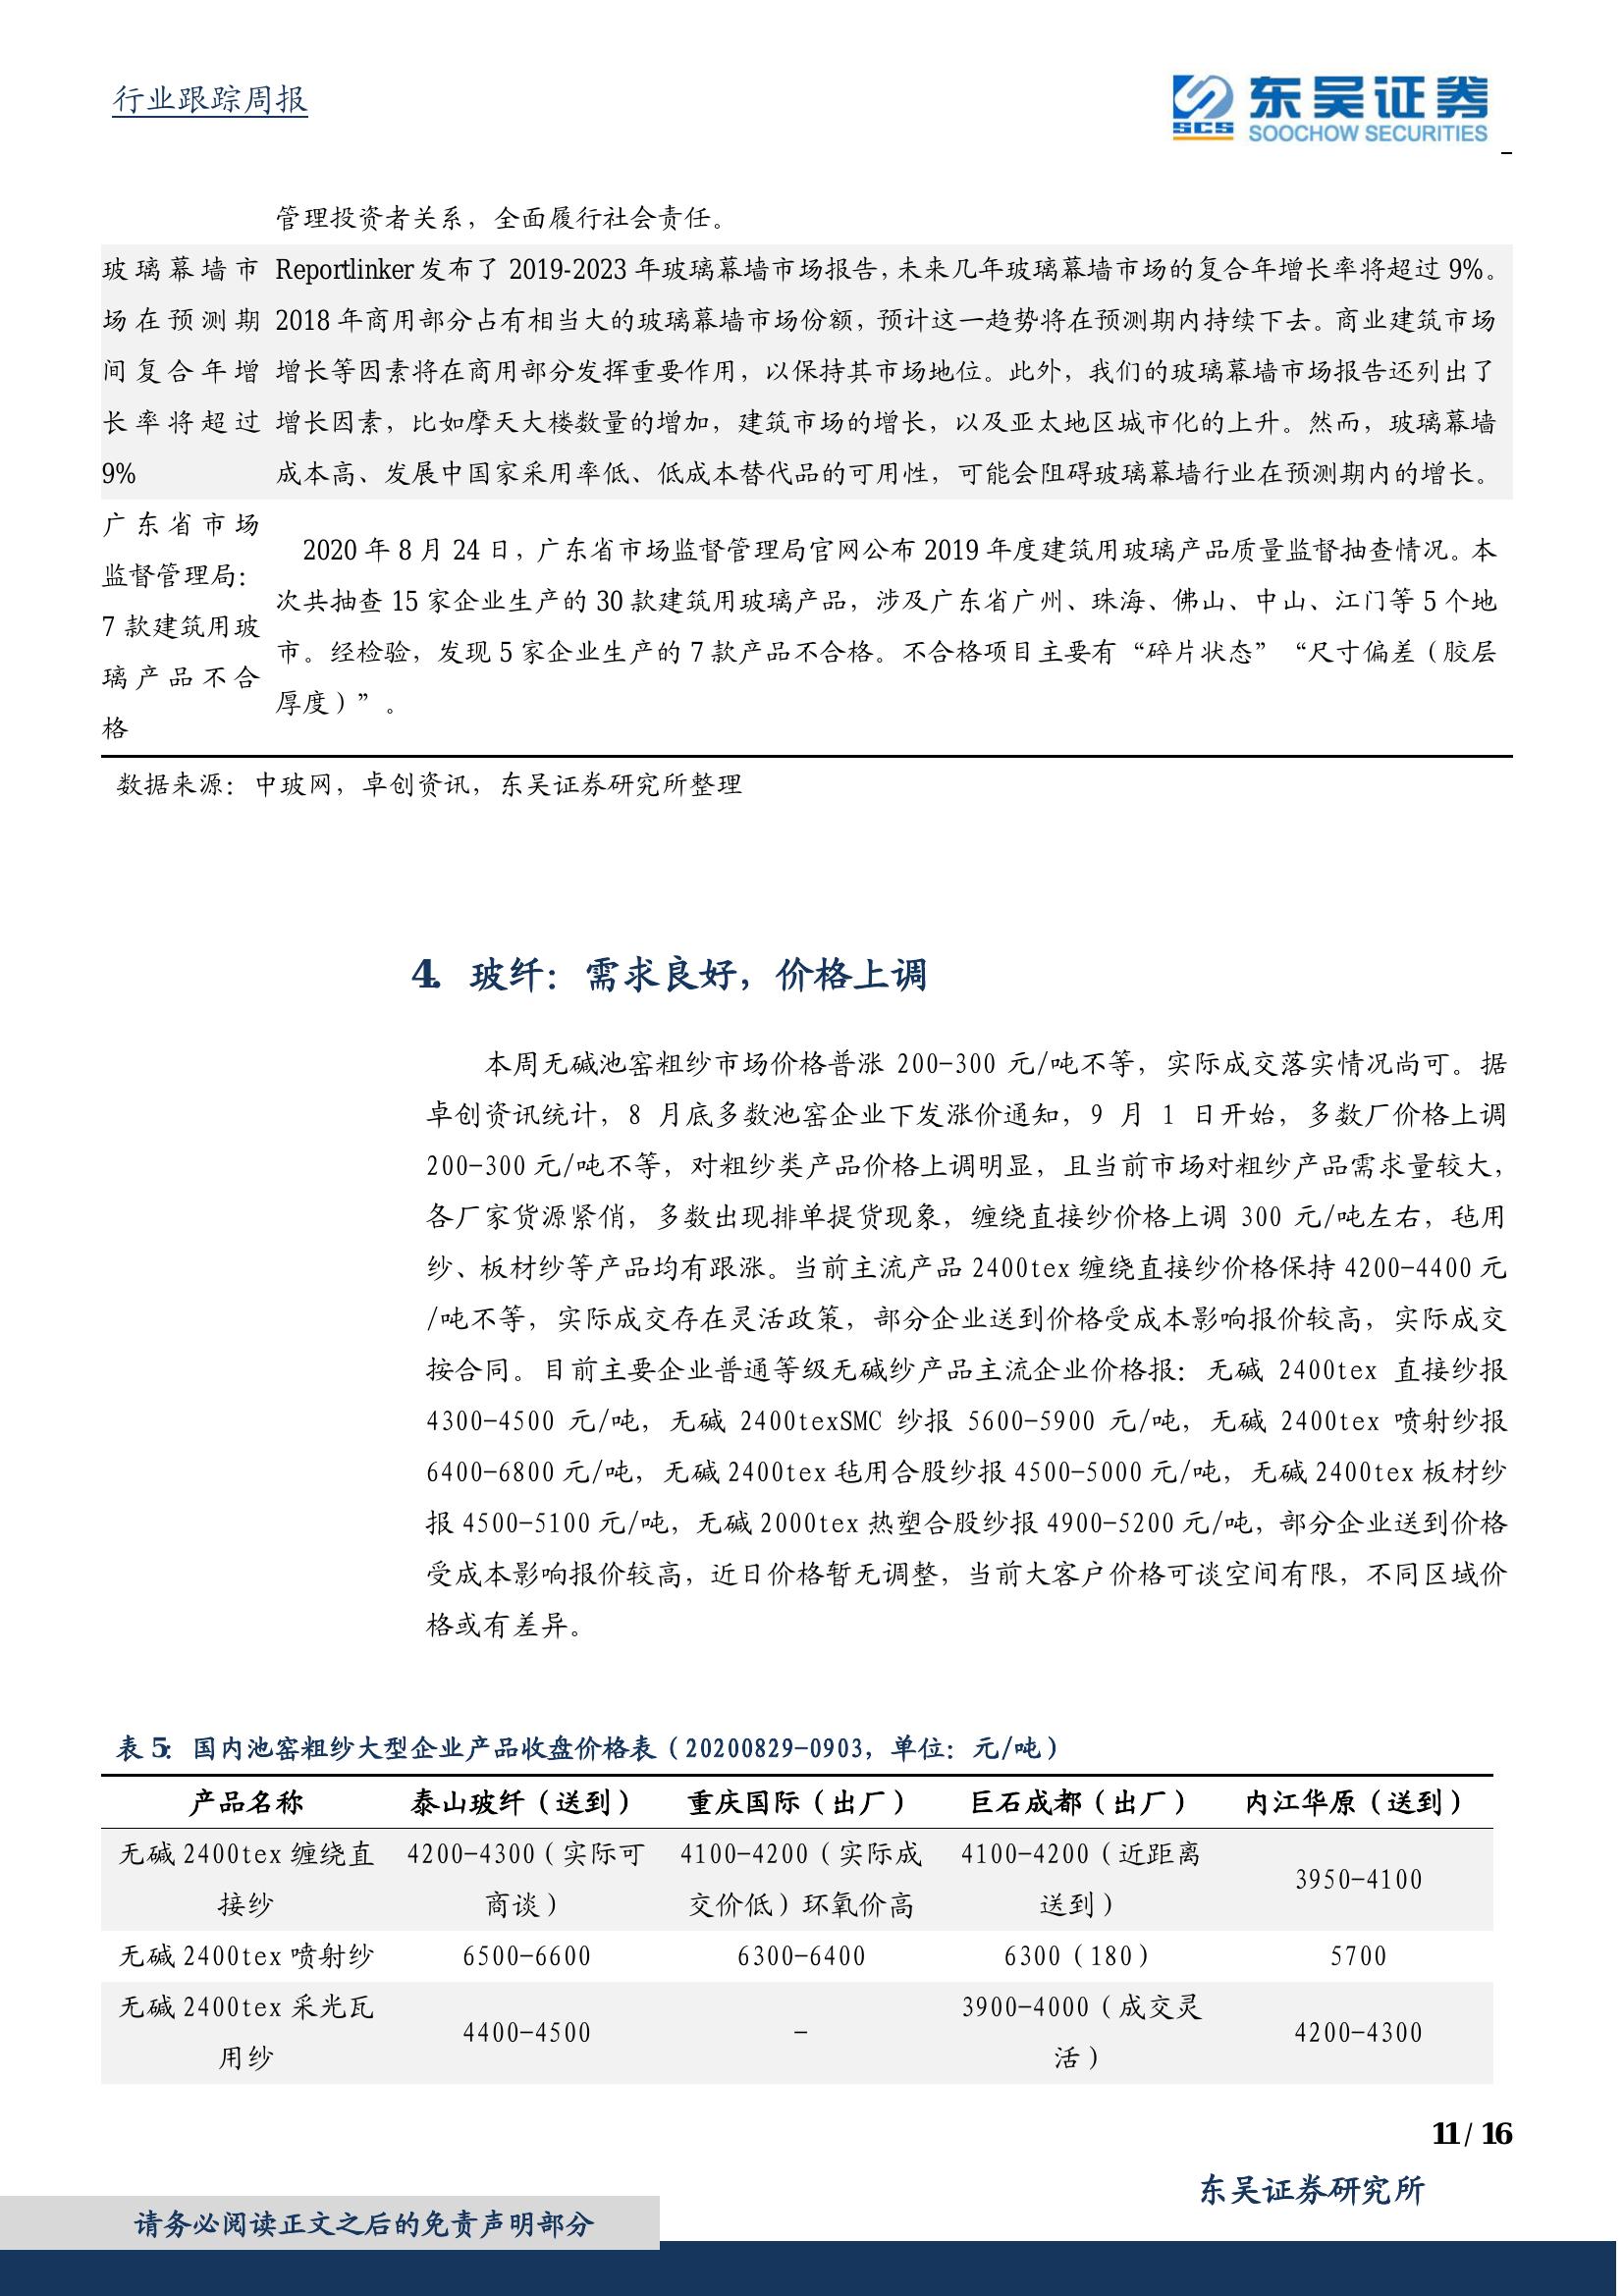 行业跟踪周报
SCS
东吴证券
SOOCHOW SECURITIES
管理投资者关系，全面履行社会责任。
玻璃幕墙市
场在预测期
间复合年增
长率将超过
9%
Reportlinker 发布了 2019-2023 年玻璃幕墙市场报告，未来几年玻璃幕墙市场的复合年增长率将超过 9%。
2018 年商用部分占有相当大的玻璃幕墙市场份额，预计这一趋势将在预测期内持续下去。商业建筑市场
增长等因素将在商用部分发挥重要作用，以保持其市场地位。此外，我们的玻璃幕墙市场报告还列出了
增长因素，比如摩天大楼数量的增加，建筑市场的增长，以及亚太地区城市化的上升。然而，玻璃幕墙
成本高、发展中国家采用率低、低成本替代品的可用性，可能会阻碍玻璃幕墙行业在预测期内的增长。
广东省市场
监督管理局：
7 款建筑用玻
璃产品不合
格
2020 年 8 月 24 日，广东省市场监督管理局官网公布 2019 年度建筑用玻璃产品质量监督抽查情况。本
次共抽查 15 家企业生产的 30 款建筑用玻璃产品，涉及广东省广州、珠海、佛山、中山、江门等 5 个地
市。经检验，发现 5 家企业生产的 7 款产品不合格。不合格项目主要有“碎片状态”“尺寸偏差（胶层
厚度）”。
数据来源：中玻网，卓创资讯，东吴证券研究所整理
4. 玻纤：需求良好，价格上调
本周无碱池窑粗纱市场价格普涨 200-300 元/吨不等，实际成交落实情况尚可。据
卓创资讯统计，8 月底多数池窑企业下发涨价通知，9 月 1 日开始，多数厂价格上调
200-300 元/吨不等，对粗纱类产品价格上调明显，且当前市场对粗纱产品需求量较大，
各厂家货源紧俏，多数出现排单提货现象，缠绕直接纱价格上调 300 元/吨左右，毡用
纱、板材纱等产品均有跟涨。当前主流产品 2400tex 缠绕直接纱价格保持 4200-4400 元
/吨不等，实际成交存在灵活政策，部分企业送到价格受成本影响报价较高，实际成交
按合同。目前主要企业普通等级无碱纱产品主流企业价格报：无碱 2400tex 直接纱报
4300-4500 元/吨，无碱 2400texSMC 纱报 5600-5900 元/吨，无碱 2400tex 喷射纱报
6400-6800 元/吨，无碱 2400tex 毡用合股纱报 4500-5000 元/吨，无碱 2400tex 板材纱
报 4500-5100 元/吨，无碱 2000tex 热塑合股纱报 4900-5200 元/吨，部分企业送到价格
受成本影响报价较高，近日价格暂无调整，当前大客户价格可谈空间有限，不同区域价
格或有差异。
表 5：国内池窑粗纱大型企业产品收盘价格表（20200829-0903，单位：元/吨）
产品名称 泰山玻纤（送到） 重庆国际（出厂） 巨石成都（出厂） 内江华原（送到）
无碱 2400tex 缠绕直
接纱
4200-4300（实际可
商谈）
4100-4200（实际成
交价低）环氧价高
4100-4200（近距离
送到）
3950-4100
无碱 2400tex 喷射纱 6500-6600 6300-6400 6300（180） 5700
无碱 2400tex 采光瓦
用纱
4400-4500
-
3900-4000（成交灵
活）
4200-4300
11 / 16
东吴证券研究所
请务必阅读正文之后的免责声明部分